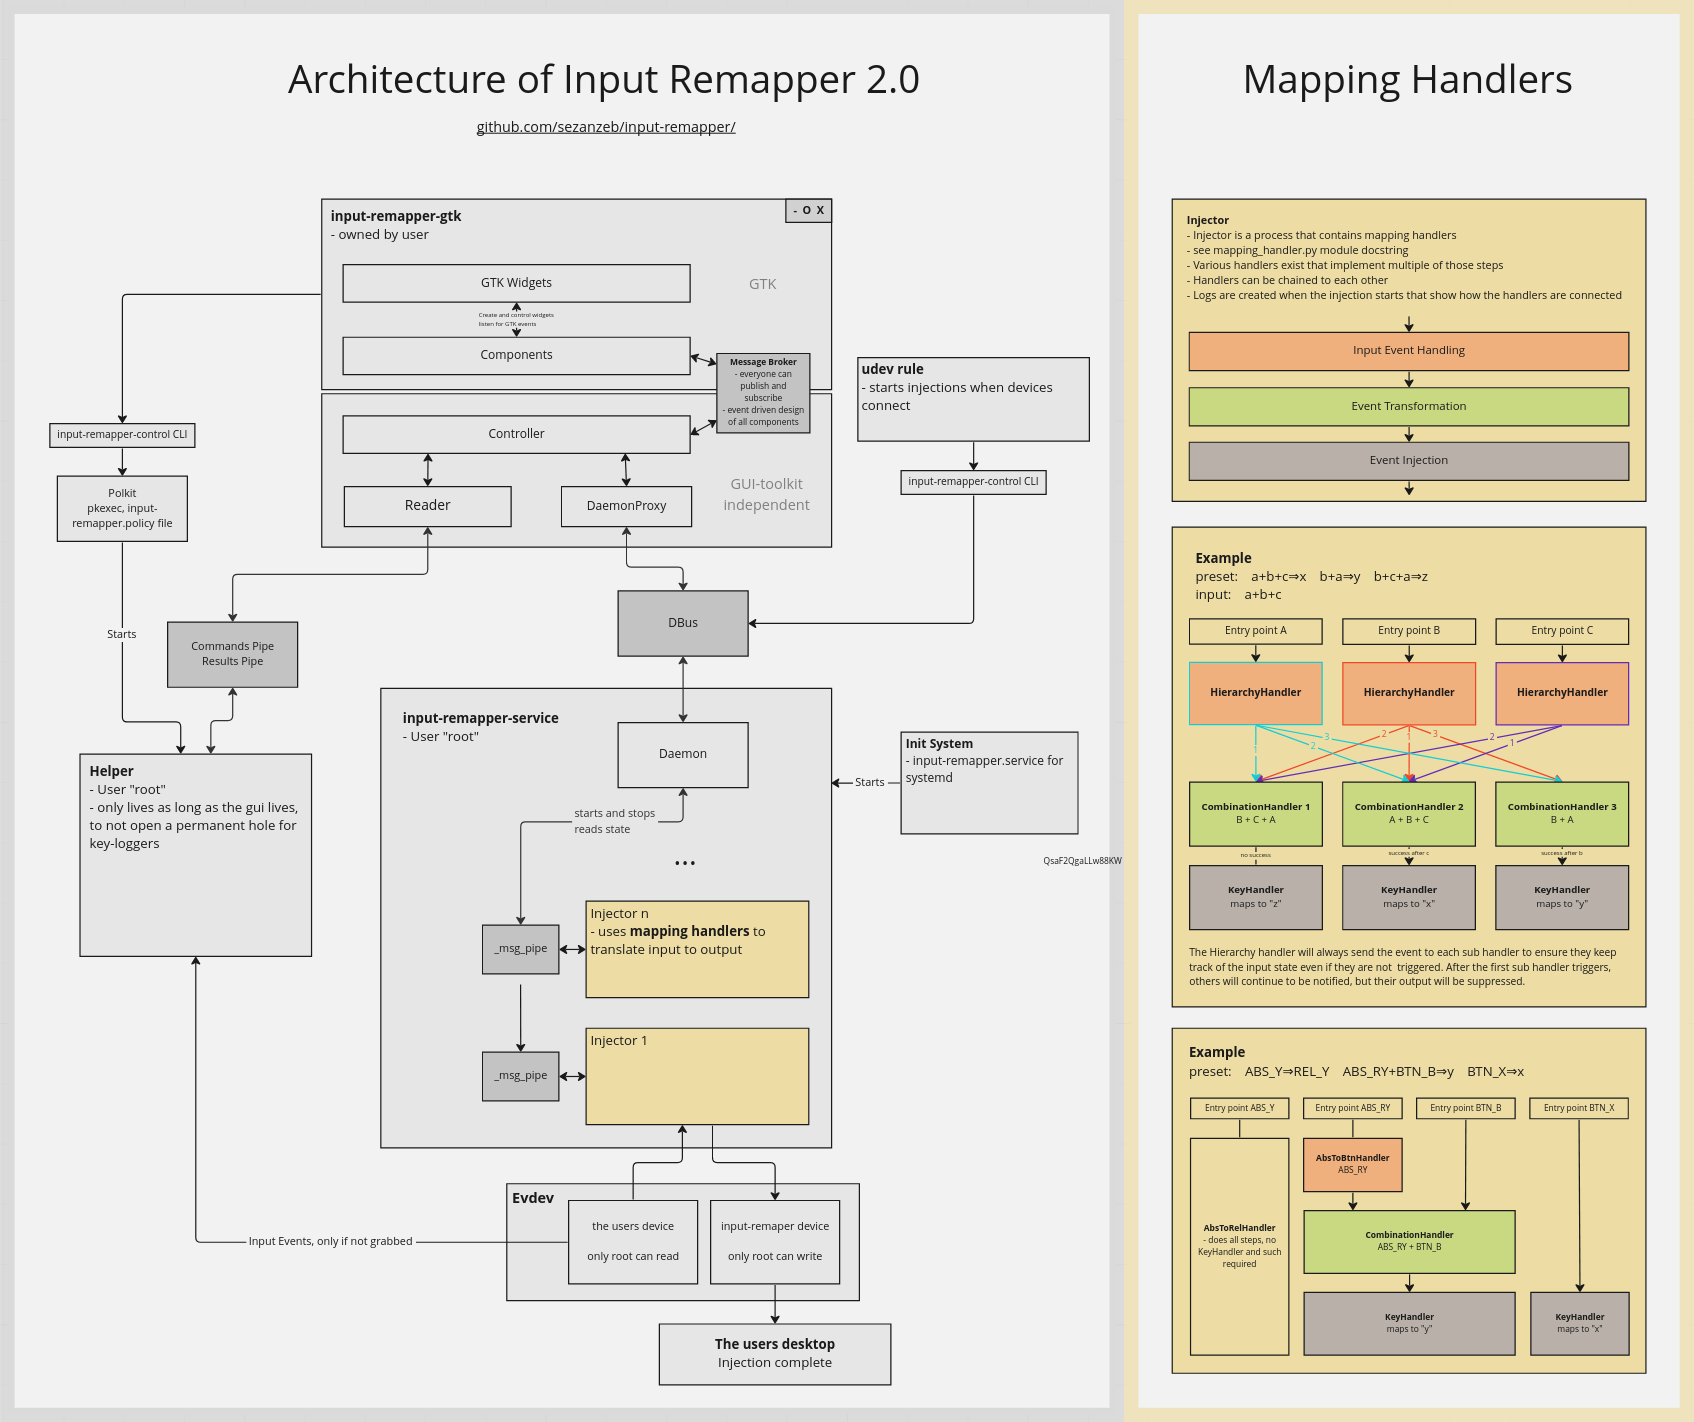 Architecture of Input Remapper 2.0
github.com/sezanzeb/input-remapper/
input-remapper-gtk
- owned by user
- O X
GTK Widgets
GTK
Create and control widgets
listen for GTK events
Components
Message Broker
- everyone can
publish and
subscribe
- event driven design
of all components
Controller
Reader
DaemonProxy
GUI-toolkit
independent
udev rule
- starts injections when devices
connect
input-remapper-control CLI
input-remapper-control CLI
Polkit
pkexec, input-
remapper.policy file
Starts
Commands Pipe
Results Pipe
DBus
Helper
- User "root"
- only lives as long as the gui lives,
to not open a permanent hole for
key-loggers
input-remapper-service
- User "root"
Daemon
starts and stops
reads state
...
Init System
- input-remapper.service for
systemd
Starts
QsaF2QgaLLw88KW
_msg_pipe
Injector n
- uses mapping handlers to
translate input to output
_msg_pipe
Injector 1
Evdev
the users device
only root can read
input-remaper device
only root can write
Input Events, only if not grabbed
The users desktop
Injection complete
Mapping Handlers
Injector
- Injector is a process that contains mapping handlers
- see mapping_handler.py module docstring
- Various handlers exist that implement multiple of those steps
- Handlers can be chained to each other
- Logs are created when the injection starts that show how the handlers are connected
Input Event Handling
Event Transformation
Event Injection
Example
preset: a+b+c⇒x b+a⇒y b+c+a⇒z
input: a+b+c
Entry point A
Entry point B
Entry point C
HierarchyHandler
HierarchyHandler
HierarchyHandler
1
2
3
2
1
3
2
1
CombinationHandler 1
B + C + A
CombinationHandler 2
A + B + C
CombinationHandler 3
B + A
no success
success after c
success after b
KeyHandler
maps to "z"
KeyHandler
maps to "x"
KeyHandler
maps to "y"
The Hierarchy handler will always send the event to each sub handler to ensure they keep
track of the input state even if they are not triggered. After the first sub handler triggers,
others will continue to be notified, but their output will be suppressed.
Example
preset: ABS_Y⇒REL_Y ABS_RY+BTN_B⇒y BTN_X⇒x
Entry point ABS_Y
Entry point ABS_RY
Entry point BTN_B
Entry point BTN_X
AbsToBtnHandler
ABS_RY
AbsToRelHandler
- does all steps, no
KeyHandler and such
required
CombinationHandler
ABS_RY + BTN_B
KeyHandler
maps to "y"
KeyHandler
maps to "x"